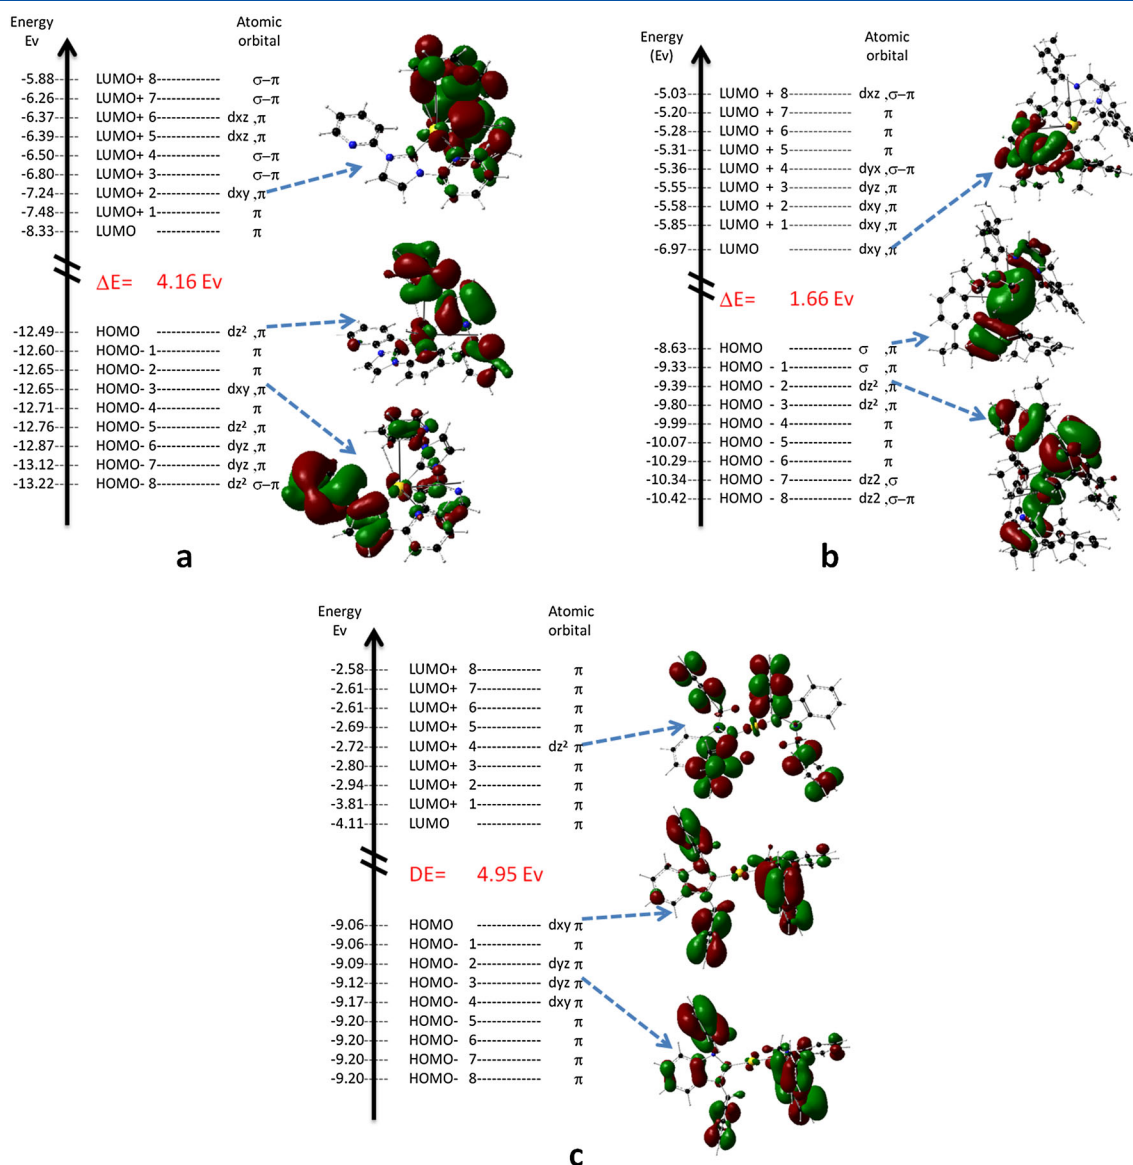 Energy
Ev
Atomic
orbital
-5.88---- LUMO+ 8------------- σ–π
-6.26---- LUMO+ 7------------- σ–π
-6.37---- LUMO+ 6------------- dxz ,π
-6.39---- LUMO+ 5------------- dxz ,π
-6.50---- LUMO+ 4------------- σ–π
-6.80---- LUMO+ 3------------- σ–π
-7.24---- LUMO+ 2------------- dxy ,π
-7.48---- LUMO+ 1------------- π
-8.33---- LUMO ------------- π
ΔE= 4.16 Ev
-12.49---- HOMO ------------- dz² ,π
-12.60---- HOMO- 1------------- π
-12.65---- HOMO- 2------------- π
-12.65---- HOMO- 3------------- dxy ,π
-12.71---- HOMO- 4------------- π
-12.76---- HOMO- 5------------- dz² ,π
-12.87---- HOMO- 6------------- dyz ,π
-13.12---- HOMO- 7------------- dyz ,π
-13.22---- HOMO- 8------------- dz² σ–π
a
Energy
(Ev)
Atomic
orbital
-5.03---- LUMO + 8------------- dxz ,σ–π
-5.20---- LUMO + 7------------- π
-5.28---- LUMO + 6------------- π
-5.31---- LUMO + 5------------- π
-5.36---- LUMO + 4------------- dyx ,σ–π
-5.55---- LUMO + 3------------- dyz ,π
-5.58---- LUMO + 2------------- dxy ,π
-5.85---- LUMO + 1------------- dxy ,π
-6.97---- LUMO ------------- dxy ,π
ΔE= 1.66 Ev
-8.63---- HOMO ------------- σ ,π
-9.33---- HOMO - 1------------- σ ,π
-9.39---- HOMO - 2------------- dz² ,π
-9.80---- HOMO - 3------------- dz² ,π
-9.99---- HOMO - 4------------- π
-10.07---- HOMO - 5------------- π
-10.29---- HOMO - 6------------- π
-10.34---- HOMO - 7------------- dz2 ,σ
-10.42---- HOMO - 8------------- dz2 ,σ–π
b
Energy
Ev
Atomic
orbital
-2.58---- LUMO+ 8------------- π
-2.61---- LUMO+ 7------------- π
-2.61---- LUMO+ 6------------- π
-2.69---- LUMO+ 5------------- π
-2.72---- LUMO+ 4------------- dz² π
-2.80---- LUMO+ 3------------- π
-2.94---- LUMO+ 2------------- π
-3.81---- LUMO+ 1------------- π
-4.11---- LUMO ------------- π
DE= 4.95 Ev
-9.06---- HOMO ------------- dxy π
-9.06---- HOMO- 1------------- π
-9.09---- HOMO- 2------------- dyz π
-9.12---- HOMO- 3------------- dyz π
-9.17---- HOMO- 4------------- dxy π
-9.20---- HOMO- 5------------- π
-9.20---- HOMO- 6------------- π
-9.20---- HOMO- 7------------- π
-9.20---- HOMO- 8------------- π
c